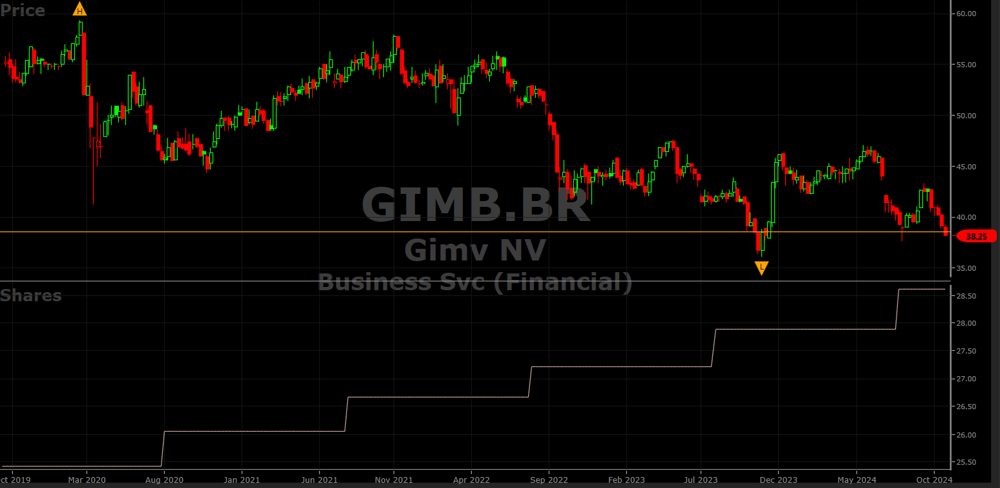 Price
H
60.00
55.00
50.00
45.00
40.00
38.25
35.00
L
GIMB.BR
Gimv NV
Business Svc (Financial)
Shares
28.50
28.00
27.50
27.00
26.50
26.00
25.50
ct 2019 Mar 2020 Aug 2020 Jan 2021 Jun 2021 Nov 2021 Apr 2022 Sep 2022 Feb 2023 Jul 2023 Dec 2023 May 2024 Oct 2024